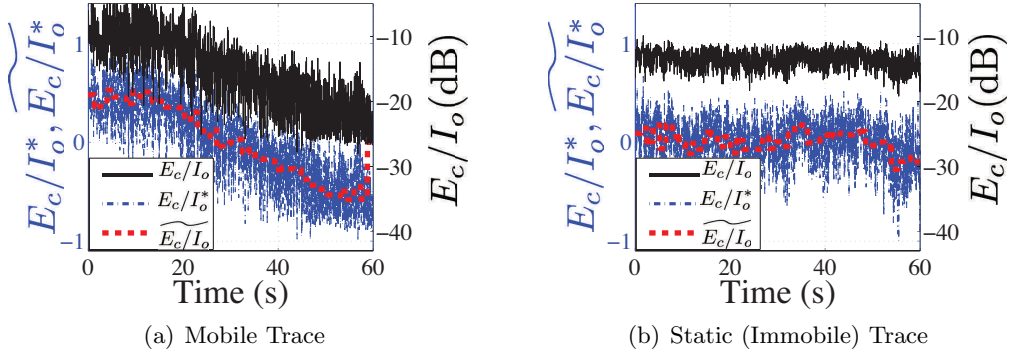 E_c/I_o^*, \widetilde{E_c/I_o^*}
1
0
−1
−10
−20
−30
−40
E_c/I_o (dB)
E_c/I_o
E_c/I_o^*
\widetilde{E_c/I_o}
0 20 40 60
Time (s)
(a) Mobile Trace
E_c/I_o^*, \widetilde{E_c/I_o^*}
1
0
−1
−10
−20
−30
−40
E_c/I_o (dB)
E_c/I_o
E_c/I_o^*
\widetilde{E_c/I_o}
0 20 40 60
Time (s)
(b) Static (Immobile) Trace